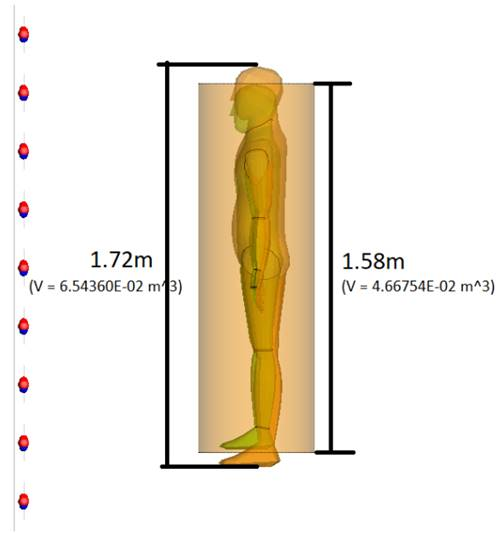 1.72m
(V = 6.54360E-02 m^3)
1.58m
(V = 4.66754E-02 m^3)